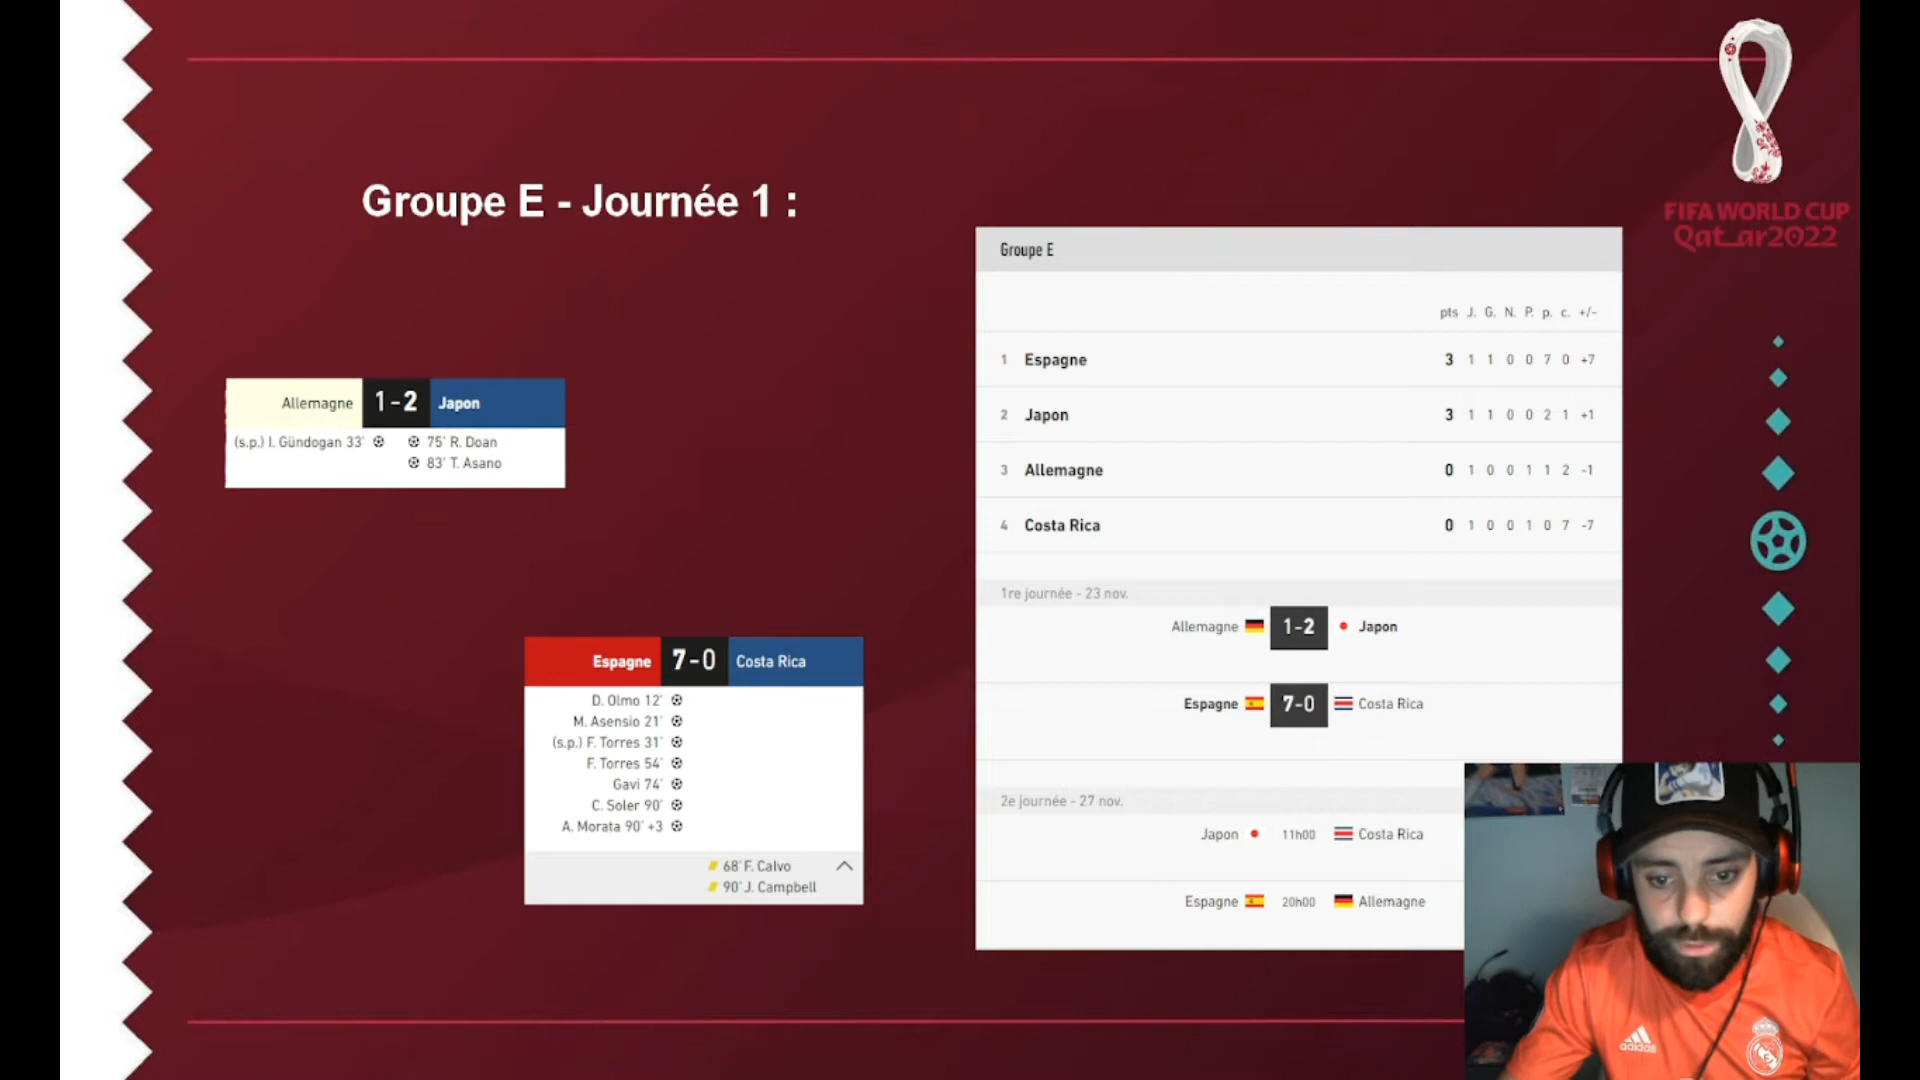 Groupe E - Journée 1 :
FIFA WORLD CUP
Qatar2022
Allemagne 1-2 Japon
(s.p.) I. Gündogan 33' 75' R. Doan
83' T. Asano
Espagne 7-0 Costa Rica
D. Olmo 12'
M. Asensio 21'
(s.p.) F. Torres 31'
F. Torres 54'
Gavi 74'
C. Soler 90'
A. Morata 90' +3
68' F. Calvo
90' J. Campbell
Groupe E
pts J. G. N. P. p. c. +/-
1 Espagne 3 1 1 0 0 7 0 +7
2 Japon 3 1 1 0 0 2 1 +1
3 Allemagne 0 1 0 0 1 1 2 -1
4 Costa Rica 0 1 0 0 1 0 7 -7
1re journée - 23 nov.
Allemagne 1-2 Japon
Espagne 7-0 Costa Rica
2e journée - 27 nov.
Japon 11h00 Costa Rica
Espagne 20h00 Allemagne
adidas